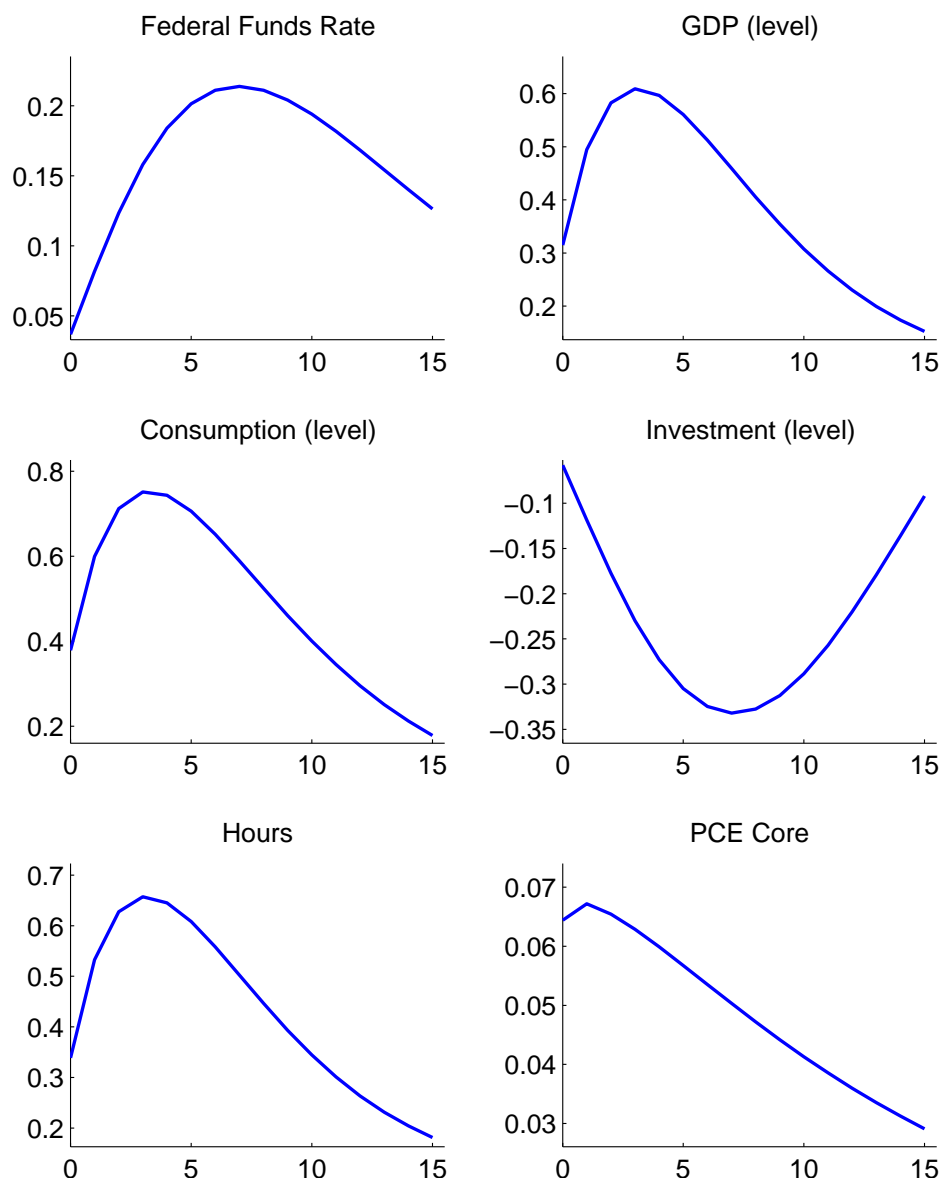 Federal Funds Rate
0.2
0.15
0.1
0.05
0 5 10 15
GDP (level)
0.6
0.5
0.4
0.3
0.2
0 5 10 15
Consumption (level)
0.8
0.6
0.4
0.2
0 5 10 15
Investment (level)
−0.1
−0.15
−0.2
−0.25
−0.3
−0.35
0 5 10 15
Hours
0.7
0.6
0.5
0.4
0.3
0.2
0 5 10 15
PCE Core
0.07
0.06
0.05
0.04
0.03
0 5 10 15